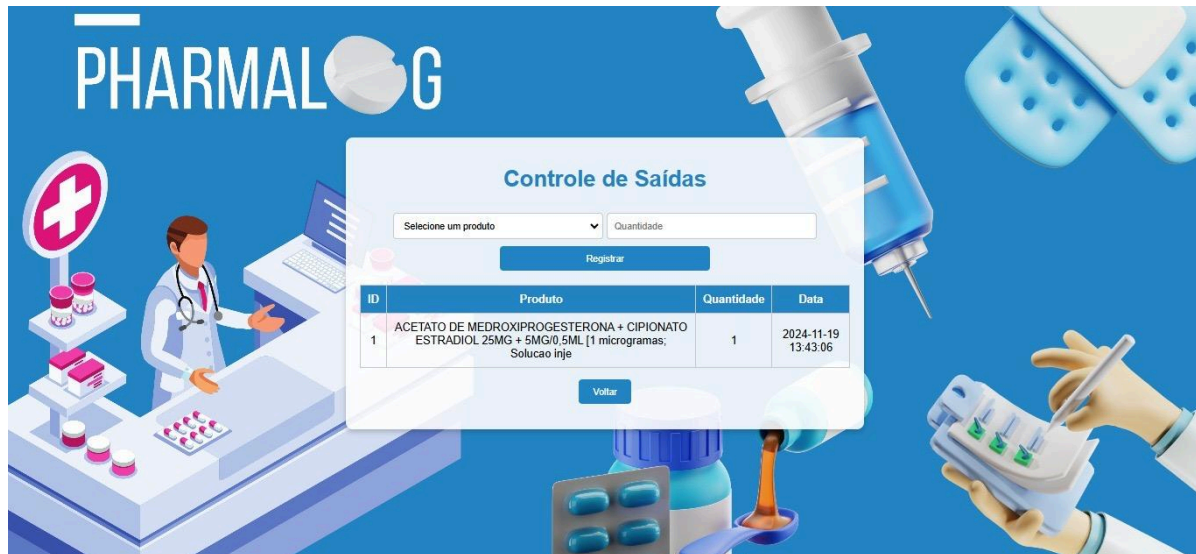 PHARMALOG
Controle de Saídas
Selecione um produto
Quantidade
Registrar
ID Produto Quantidade Data
1 ACETATO DE MEDROXIPROGESTERONA + CIPIONATO
ESTRADIOL 25MG + 5MG/0,5ML [1 microgramas;
Solucao inje
1
2024-11-19
13:43:06
Voltar